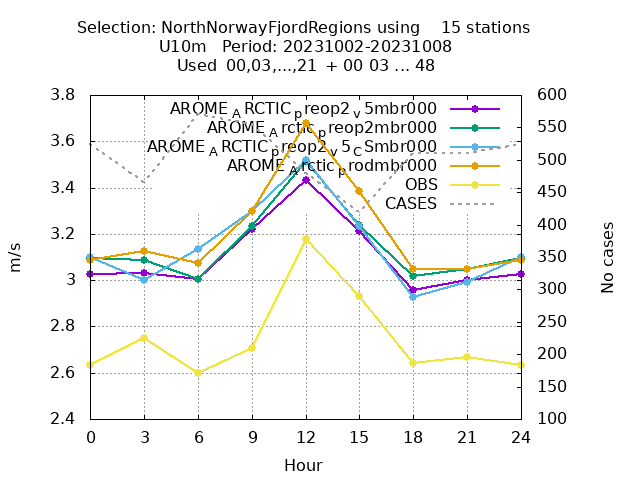 Selection: NorthNorwayFjordRegions using 15 stations
U10m Period: 20231002-20231008
Used 00,03,...,21 + 00 03 ... 48
3.8
3.6
3.4
3.2
3
2.8
2.6
2.4
m/s
AROME_ARCTIC_preop2_v5mbr000
AROME_Arctic_preop2mbr000
AROME_ARCTIC_preop2_v5_CSmbr000
AROME_Arctic_prodmbr000
OBS
CASES
600
550
500
450
400
350
300
250
200
150
100
No cases
0 3 6 9 12 15 18 21 24
Hour